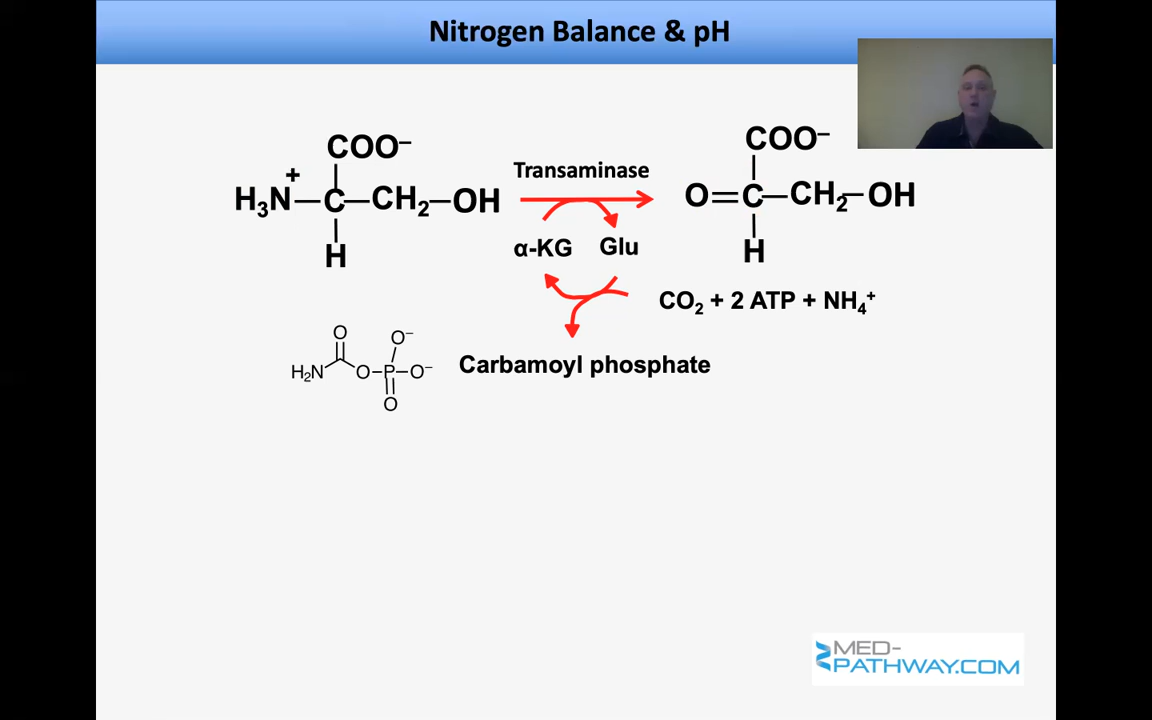 Nitrogen Balance & pH
COO–
+
H₃N–C–CH₂–OH
H
Transaminase
α-KG Glu
COO–
O=C–CH₂–OH
H
CO₂ + 2 ATP + NH₄⁺
O
O–
H₂N
O–P–O–
O
Carbamoyl phosphate
MED-
PATHWAY.COM